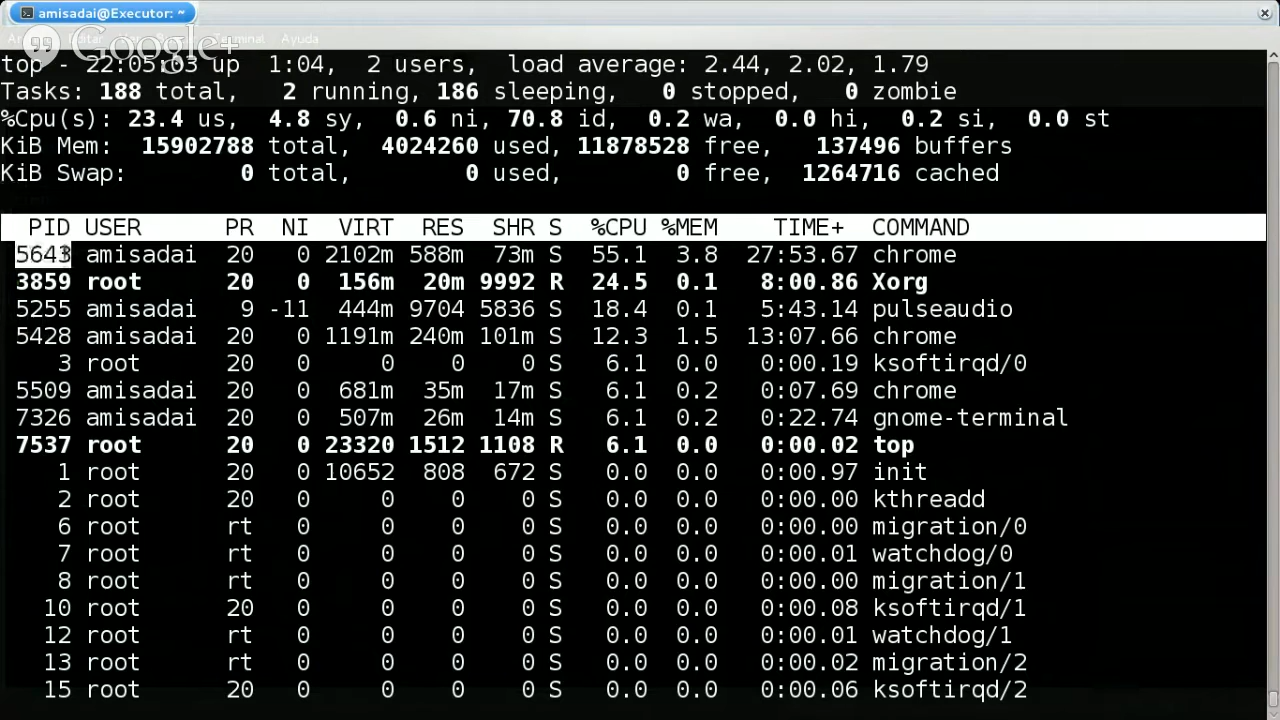 amisadai@Executor: ~
Google+
Terminal Ayuda
top - 22:05:03 up  1:04,  2 users,  load average: 2.44, 2.02, 1.79
Tasks: 188 total,   2 running, 186 sleeping,   0 stopped,   0 zombie
%Cpu(s): 23.4 us,  4.8 sy,  0.6 ni, 70.8 id,  0.2 wa,  0.0 hi,  0.2 si,  0.0 st
KiB Mem:  15902788 total,  4024260 used, 11878528 free,   137496 buffers
KiB Swap:        0 total,        0 used,        0 free,  1264716 cached
PID USER      PR  NI  VIRT  RES  SHR S  %CPU %MEM    TIME+  COMMAND
5643 amisadai  20   0 2102m 588m  73m S  55.1  3.8  27:53.67 chrome
3859 root      20   0  156m  20m 9992 R  24.5  0.1   8:00.86 Xorg
5255 amisadai   9 -11  444m 9704 5836 S  18.4  0.1   5:43.14 pulseaudio
5428 amisadai  20   0 1191m 240m 101m S  12.3  1.5  13:07.66 chrome
3 root      20   0     0    0    0 S   6.1  0.0   0:00.19 ksoftirqd/0
5509 amisadai  20   0  681m  35m  17m S   6.1  0.2   0:07.69 chrome
7326 amisadai  20   0  507m  26m  14m S   6.1  0.2   0:22.74 gnome-terminal
7537 root      20   0 23320 1512 1108 R   6.1  0.0   0:00.02 top
1 root      20   0 10652  808  672 S   0.0  0.0   0:00.97 init
2 root      20   0     0    0    0 S   0.0  0.0   0:00.00 kthreadd
6 root      rt   0     0    0    0 S   0.0  0.0   0:00.00 migration/0
7 root      rt   0     0    0    0 S   0.0  0.0   0:00.01 watchdog/0
8 root      rt   0     0    0    0 S   0.0  0.0   0:00.00 migration/1
10 root      20   0     0    0    0 S   0.0  0.0   0:00.08 ksoftirqd/1
12 root      rt   0     0    0    0 S   0.0  0.0   0:00.01 watchdog/1
13 root      rt   0     0    0    0 S   0.0  0.0   0:00.02 migration/2
15 root      20   0     0    0    0 S   0.0  0.0   0:00.06 ksoftirqd/2